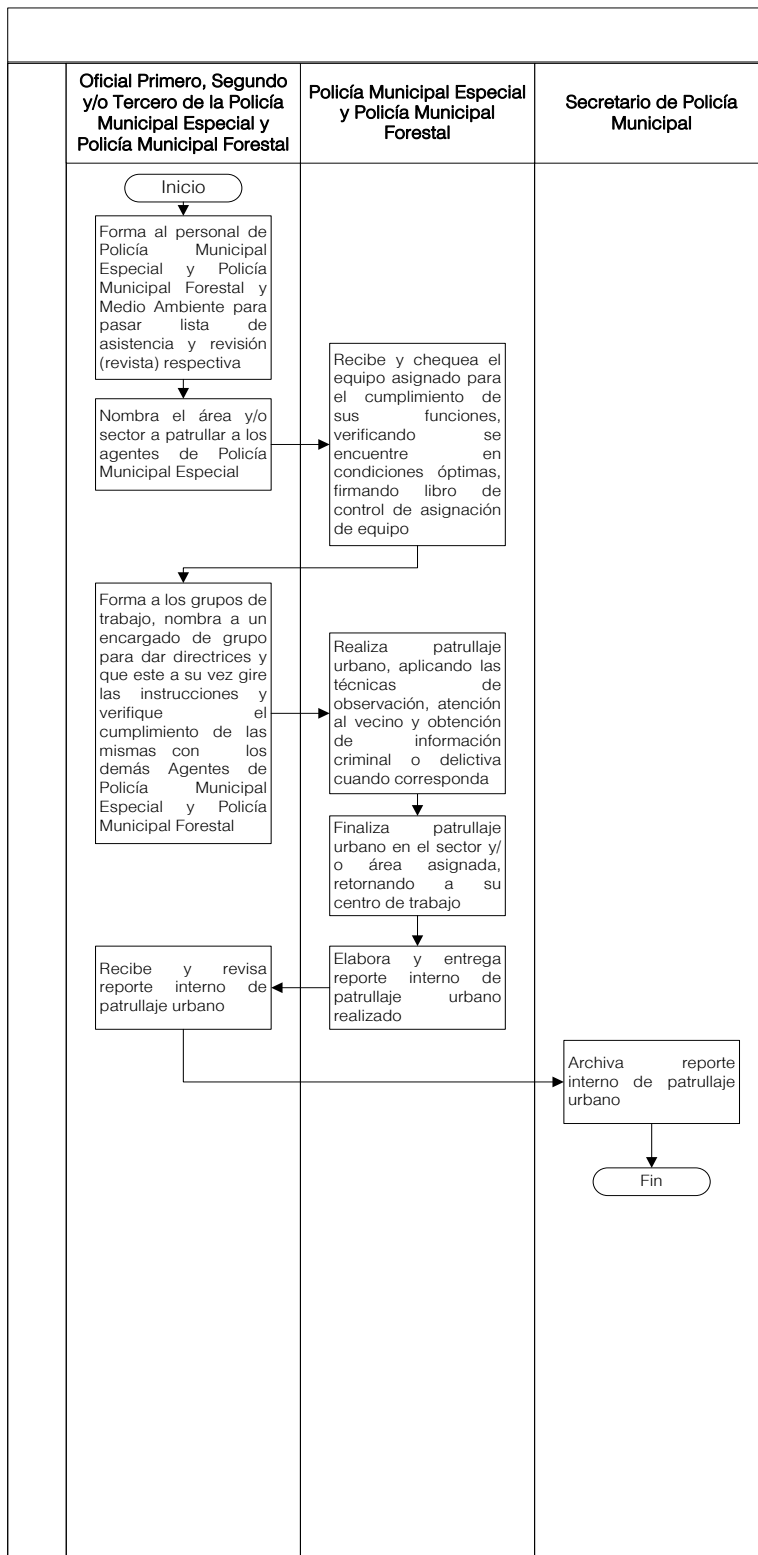 Oficial Primero, Segundo
y/o Tercero de la Policía
Municipal Especial y
Policía Municipal Forestal
Policía Municipal Especial
y Policía Municipal
Forestal
Secretario de Policía
Municipal
Inicio
Forma al personal de
Policía Municipal
Especial y Policía
Municipal Forestal y
Medio Ambiente para
pasar lista de
asistencia y revisión
(revista) respectiva
Nombra el área y/o
sector a patrullar a los
agentes de Policía
Municipal Especial
Recibe y chequea el
equipo asignado para
el cumplimiento de
sus funciones,
verificando se
encuentre en
condiciones óptimas,
firmando libro de
control de asignación
de equipo
Forma a los grupos de
trabajo, nombra a un
encargado de grupo
para dar directrices y
que este a su vez gire
las instrucciones y
verifique el
cumplimiento de las
mismas con los
demás Agentes de
Policía Municipal
Especial y Policía
Municipal Forestal
Realiza patrullaje
urbano, aplicando las
técnicas de
observación, atención
al vecino y obtención
de información
criminal o delictiva
cuando corresponda
Finaliza patrullaje
urbano en el sector y/
o área asignada,
retornando a su
centro de trabajo
Elabora y entrega
reporte interno de
patrullaje urbano
realizado
Recibe y revisa
reporte interno de
patrullaje urbano
Archiva reporte
interno de patrullaje
urbano
Fin